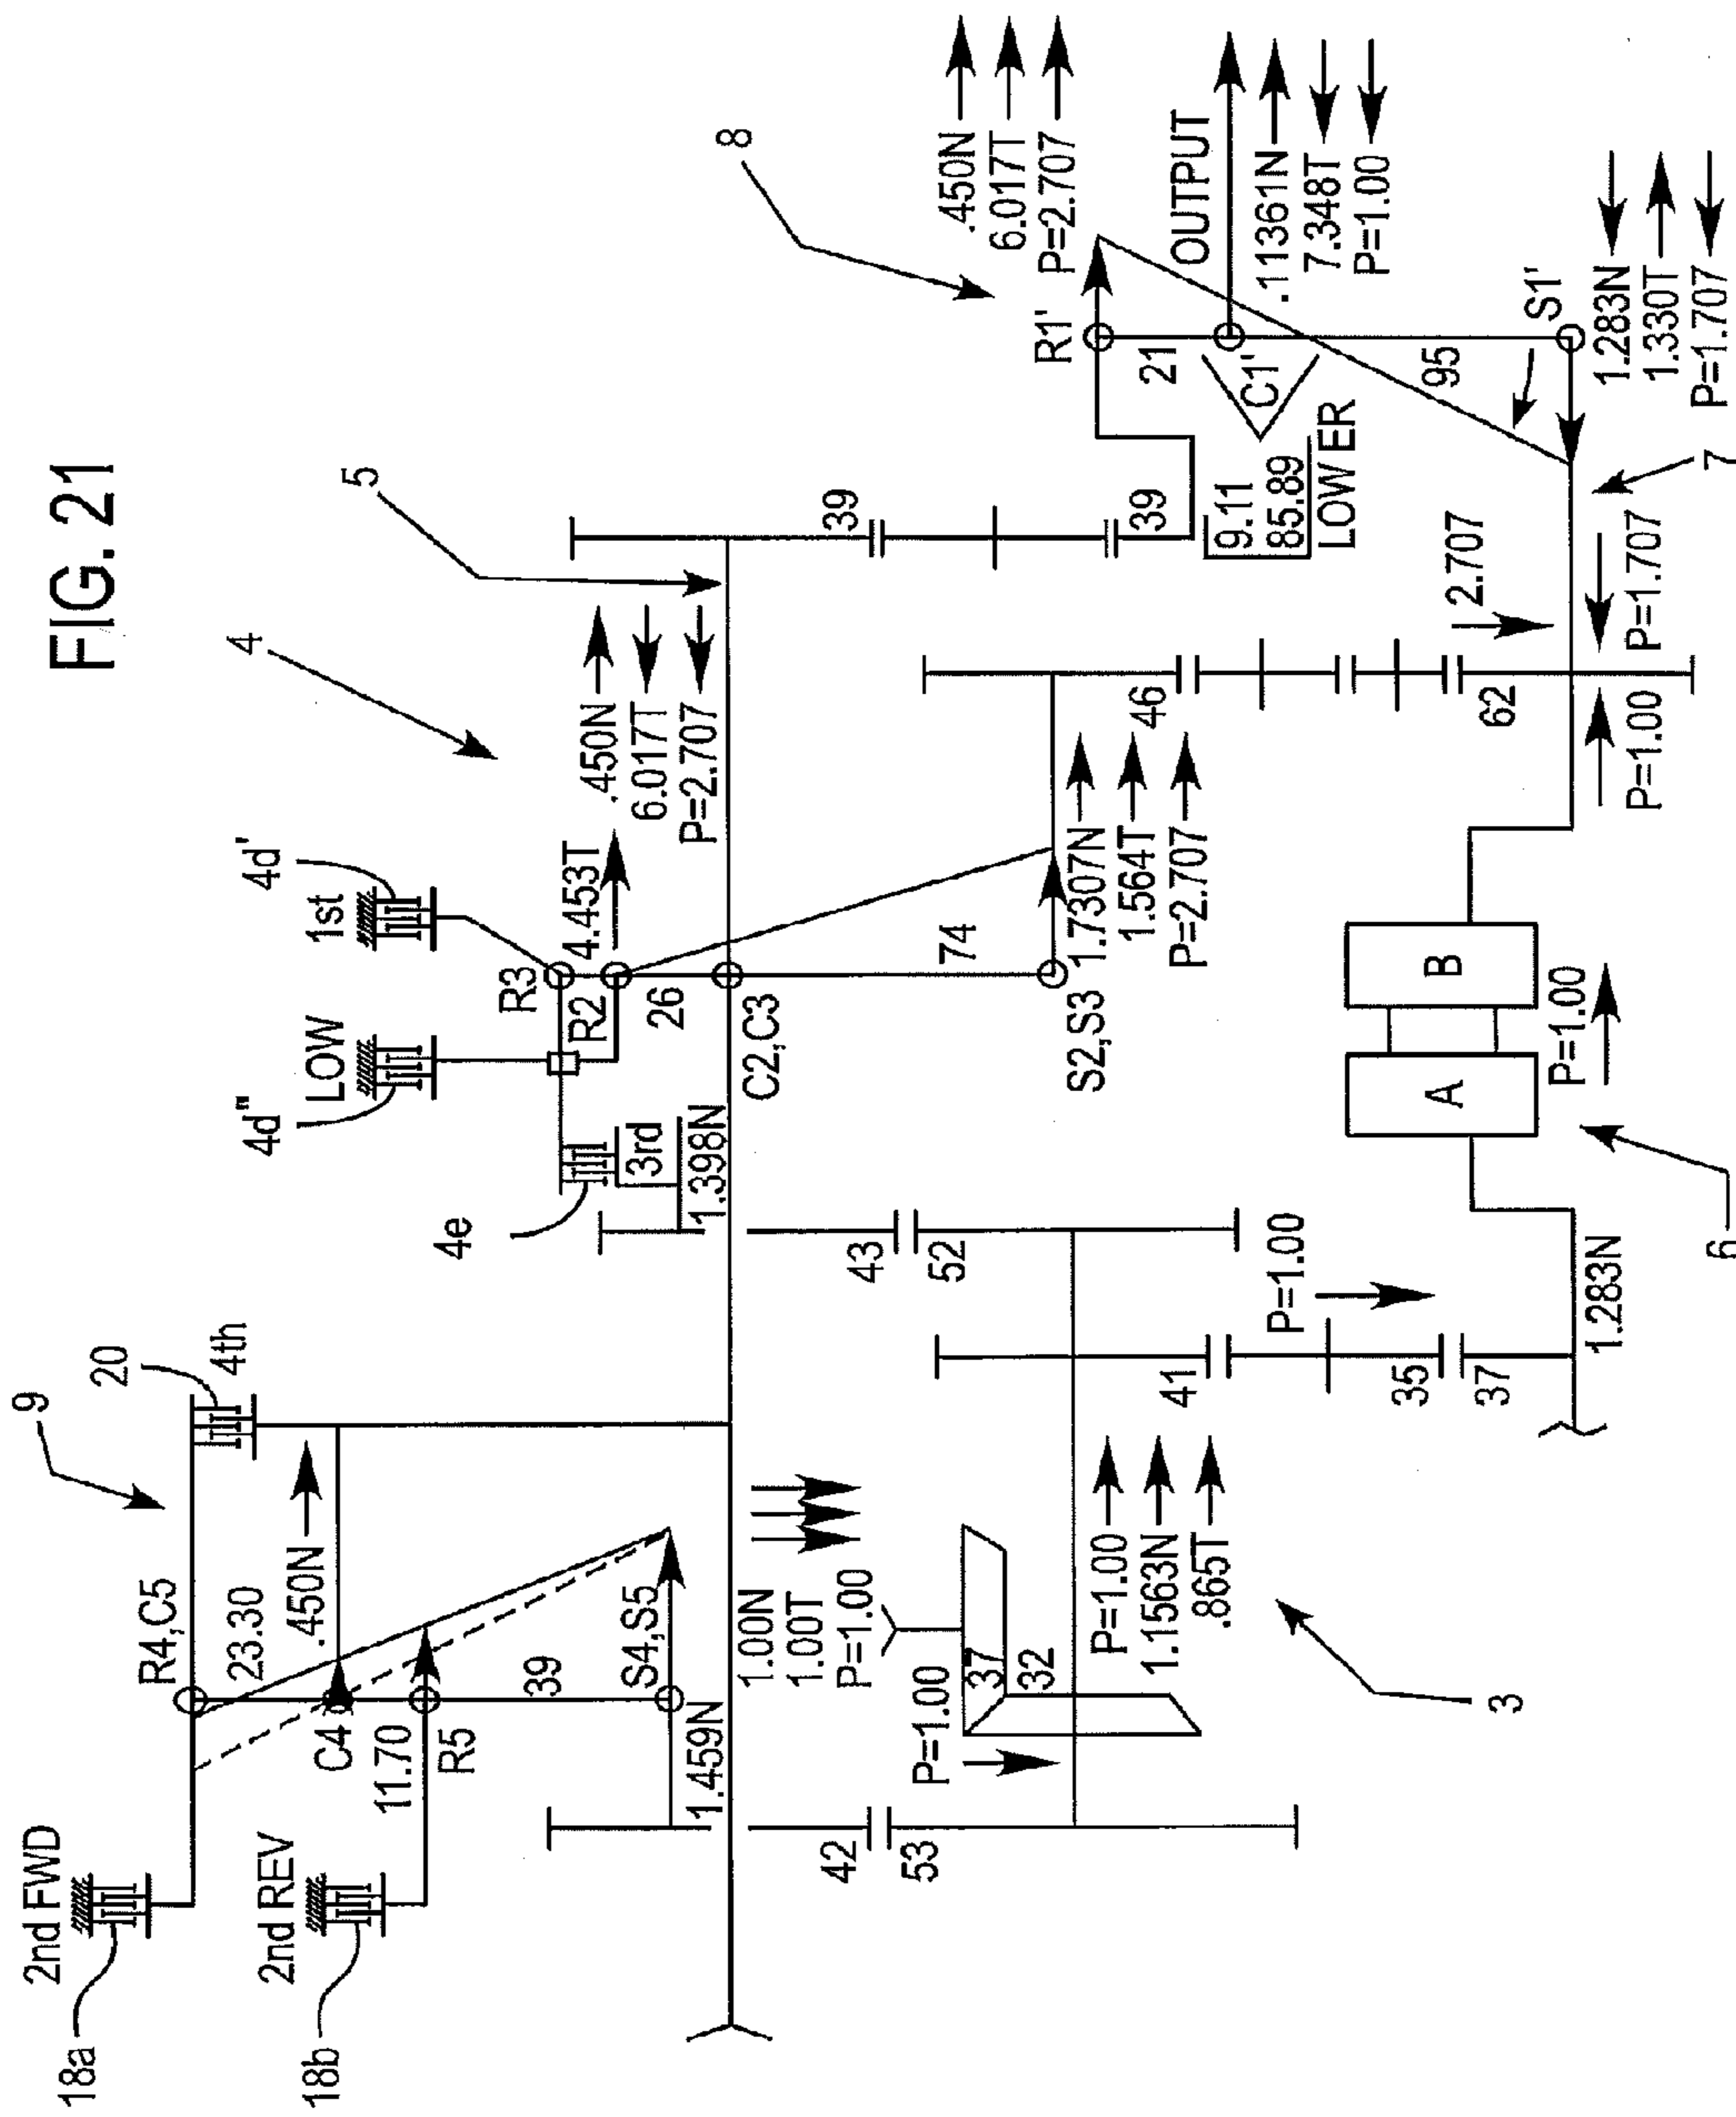 FIG. 21
2nd FWD
18a
2nd REV
18b
9
20
4th
R4,C5
23.30
.450N
C4
11.70
R5
39
S4,S5
1.459N
42
53
1.00N
1.00T
P=1.00
P=1.00
37
32
P=1.00
1.1563N
.865T
3
43
52
41
35
37
P=1.00
1.283N
4e
3rd
1.398N
4d"
LOW
4d'
1st
R3
R2
4.453T
26
C2,C3
74
S2,S3
4
5
.450N
6.017T
P=2.707
1.7307N
1.564T
P=2.707
46
62
2.707
A
B
P=1.00
6
P=1.00
P=1.707
7
39
39
9.11
85.89
LOWER
8
R1'
21
C1'
95
S1'
.450N
6.017T
P=2.707
OUTPUT
.11361N
7.348T
P=1.00
1.283N
1.330T
P=1.707